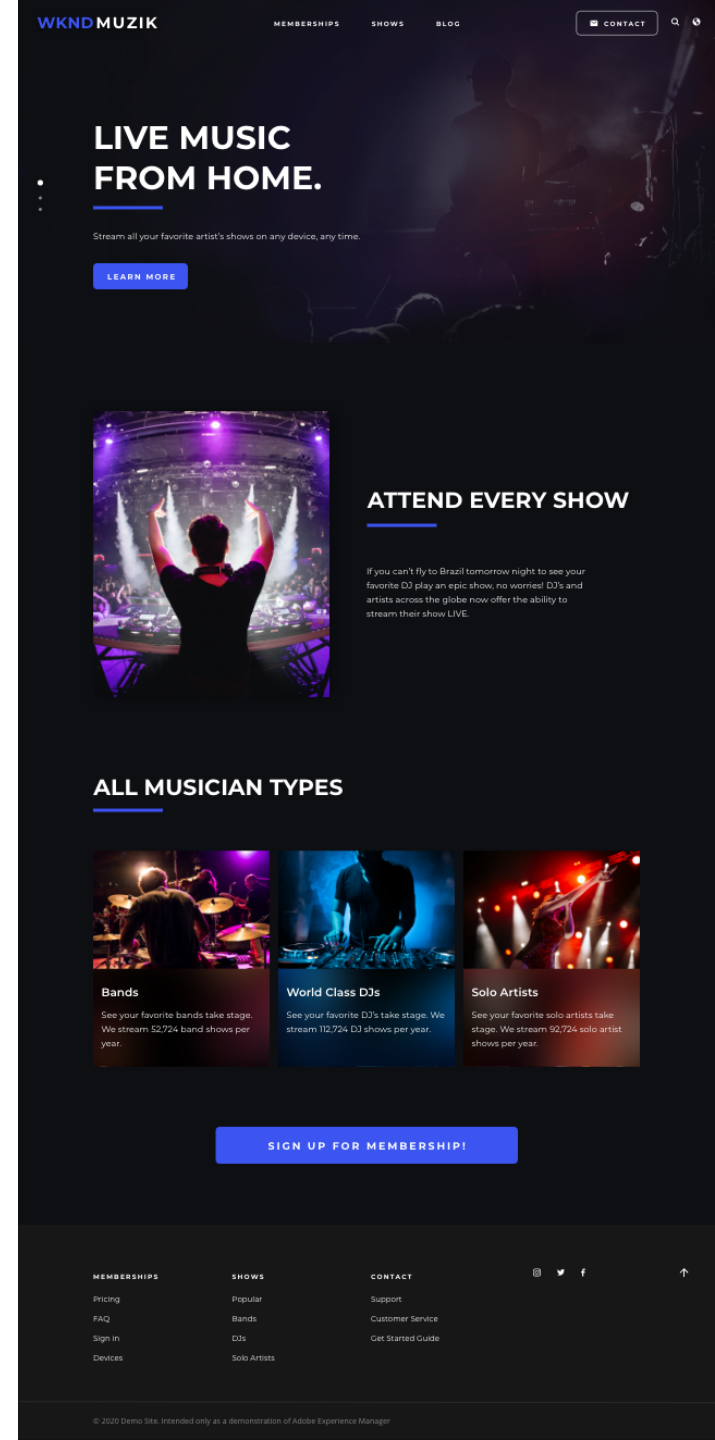 WKNDMUZIK
MEMBERSHIPS SHOWS BLOG
CONTACT
LIVE MUSIC
FROM HOME.
Stream all your favorite artist's shows on any device, any time.
LEARN MORE
ATTEND EVERY SHOW
If you can't fly to Brazil tomorrow night to see your
favorite DJ play an epic show, no worries! DJ's and
artists across the globe now offer the ability to
stream their show LIVE.
ALL MUSICIAN TYPES
Bands
See your favorite bands take stage.
We stream 52,724 band shows per
year.
World Class DJs
See your favorite DJ's take stage. We
stream 112,724 DJ shows per year.
Solo Artists
See your favorite solo artists take
stage. We stream 92,724 solo artist
shows per year.
SIGN UP FOR MEMBERSHIP!
MEMBERSHIPS
Pricing
FAQ
Sign in
Devices
SHOWS
Popular
Bands
DJs
Solo Artists
CONTACT
Support
Customer Service
Get Started Guide
© 2020 Demo Site. Intended only as a demonstration of Adobe Experience Manager